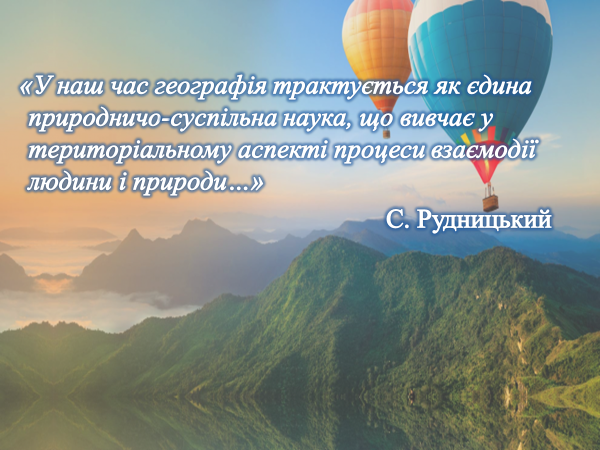 «У наш час географія трактується як єдина
природничо-суспільна наука, що вивчає у
територіальному аспекті процеси взаємодії
людини і природи…»
С. Рудницький